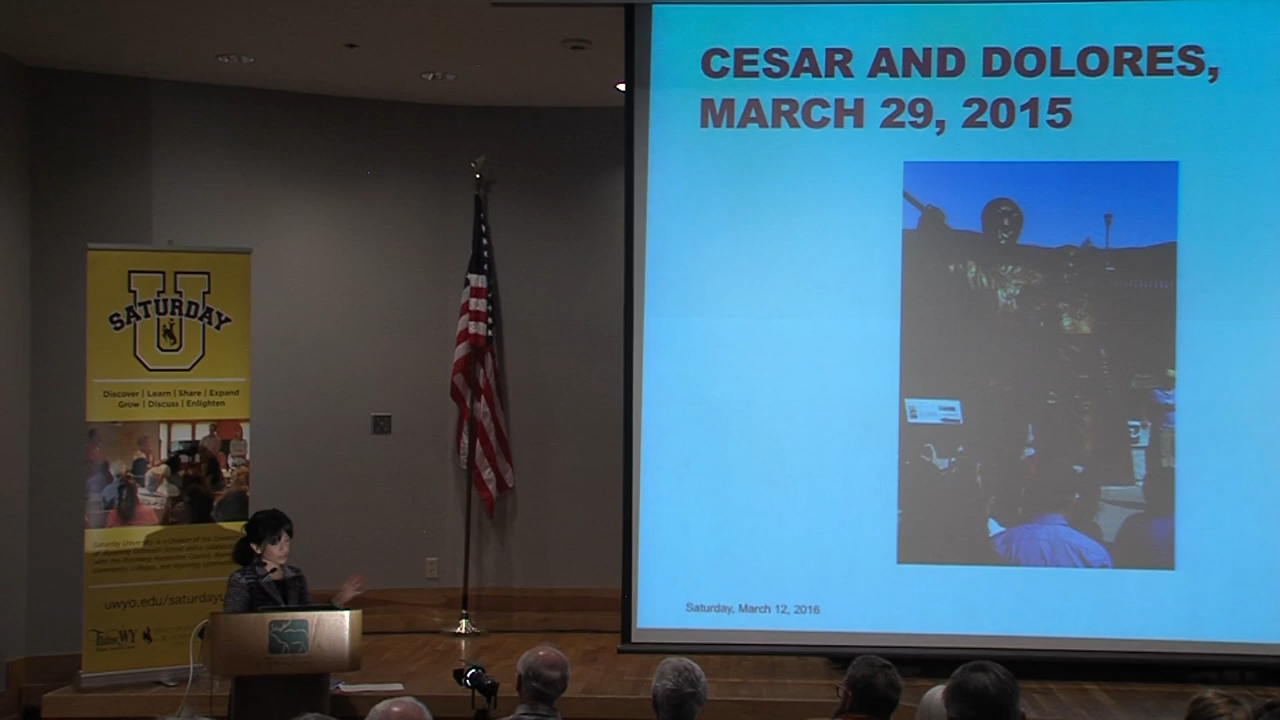 CESAR AND DOLORES,
MARCH 29, 2015
Saturday, March 12, 2016
U
SATURDAY
Discover | Learn | Share | Expand
Grow | Discuss | Enlighten
uwyo.edu/saturdayu